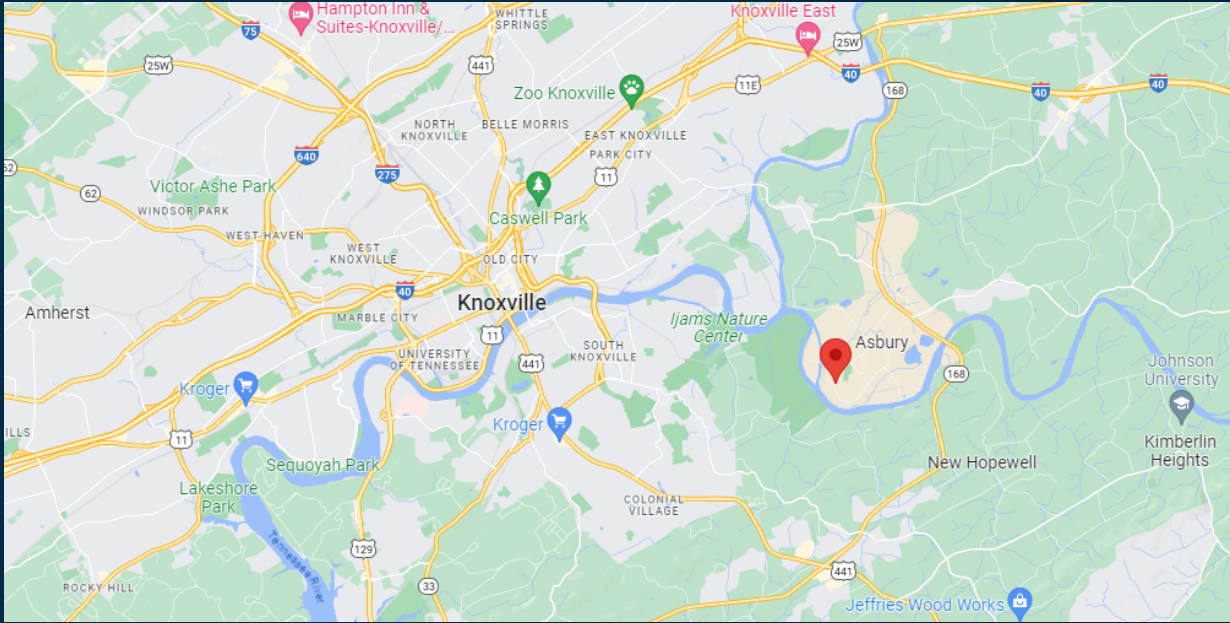 Hampton Inn &
Suites-Knoxville/ ...
WHITTLE
SPRINGS
Knoxville East
75
25W
441
25W
40
11E
168
40
40
Zoo Knoxville
NORTH
KNOXVILLE
BELLE MORRIS
EAST KNOXVILLE
PARK CITY
640
275
62
62
11
Victor Ashe Park
WINDSOR PARK
Caswell Park
WEST HAVEN
WEST
KNOXVILLE
OLD CITY
40
Knoxville
Amherst
MARBLE CITY
11
Ijams Nature
Center
SOUTH
KNOXVILLE
UNIVERSITY
OF TENNESSEE
441
Asbury
168
Johnson
University
Kroger
Kroger
ILLS
11
Kimberlin
Heights
Sequoyah Park
New Hopewell
Lakeshore
Park
COLONIAL
VILLAGE
Tennessee River
129
441
33
ROCKY HILL
Jeffries Wood Works